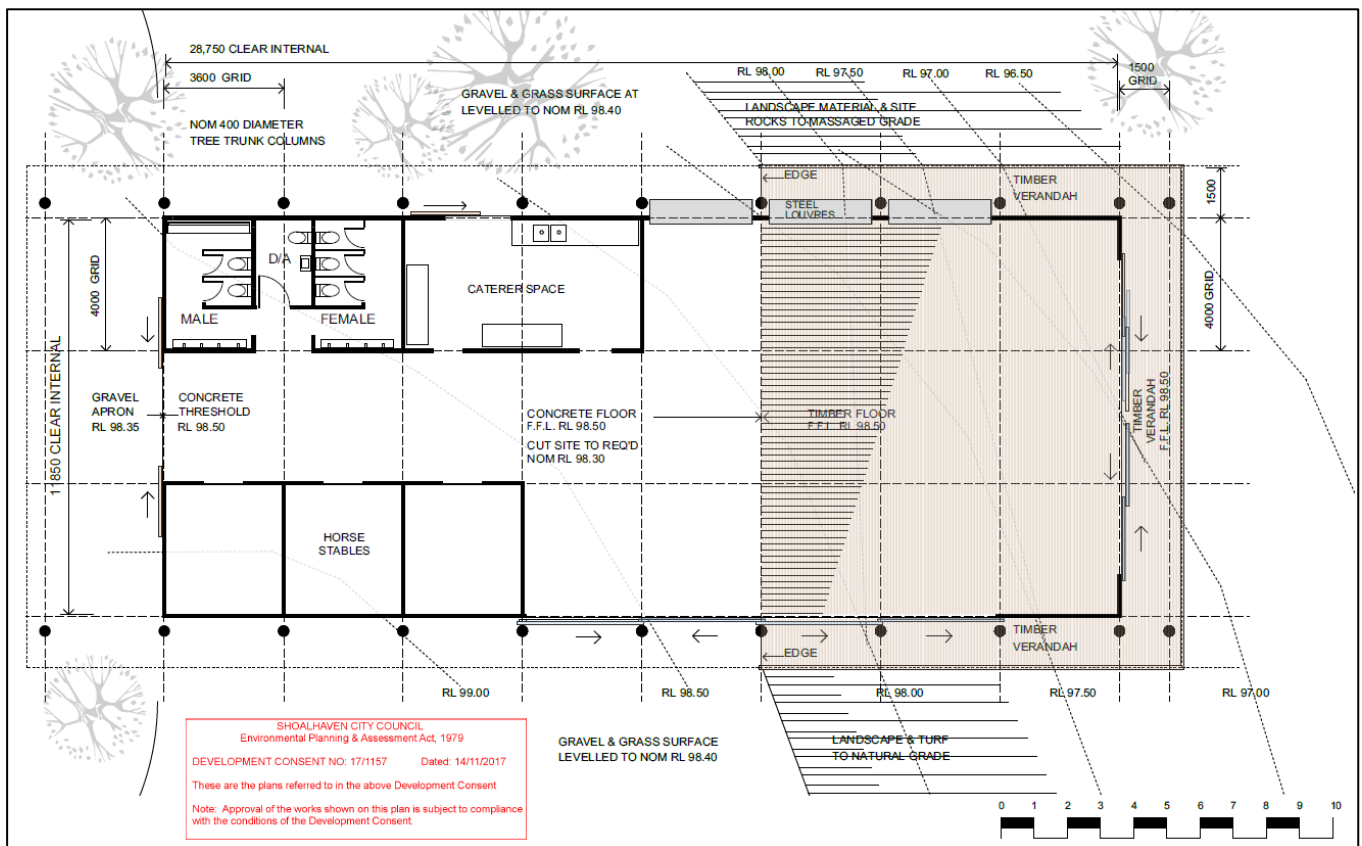 28,750 CLEAR INTERNAL
3600 GRID
NOM 400 DIAMETER
TREE TRUNK COLUMNS
GRAVEL & GRASS SURFACE AT
LEVELLED TO NOM RL 98.40
RL 98.00
RL 97.50
RL 97.00
RL 96.50
1500
GRID
LANDSCAPE MATERIAL & SITE
ROCKS TO MASSAGED GRADE
EDGE
TIMBER
VERANDAH
1500
STEEL
LOUVRES
4000 GRID
D/A
MALE
FEMALE
CATERER SPACE
4000 GRID
11850 CLEAR INTERNAL
GRAVEL
APRON
RL 98.35
CONCRETE
THRESHOLD
RL 98.50
CONCRETE FLOOR
F.F.L. RL 98.50
CUT SITE TO REQ'D
NOM RL 98.30
TIMBER FLOOR
F.F.L. RL 98.50
TIMBER
VERANDAH
F.F.L. RL 98.50
HORSE
STABLES
EDGE
TIMBER
VERANDAH
RL 99.00
RL 98.50
RL 98.00
RL 97.50
RL 97.00
SHOALHAVEN CITY COUNCIL
Environmental Planning & Assessment Act, 1979
DEVELOPMENT CONSENT NO: 17/1157 Dated: 14/11/2017
These are the plans referred to in the above Development Consent
Note: Approval of the works shown on this plan is subject to compliance
with the conditions of the Development Consent.
GRAVEL & GRASS SURFACE
LEVELLED TO NOM RL 98.40
LANDSCAPE & TURF
TO NATURAL GRADE
0 1 2 3 4 5 6 7 8 9 10